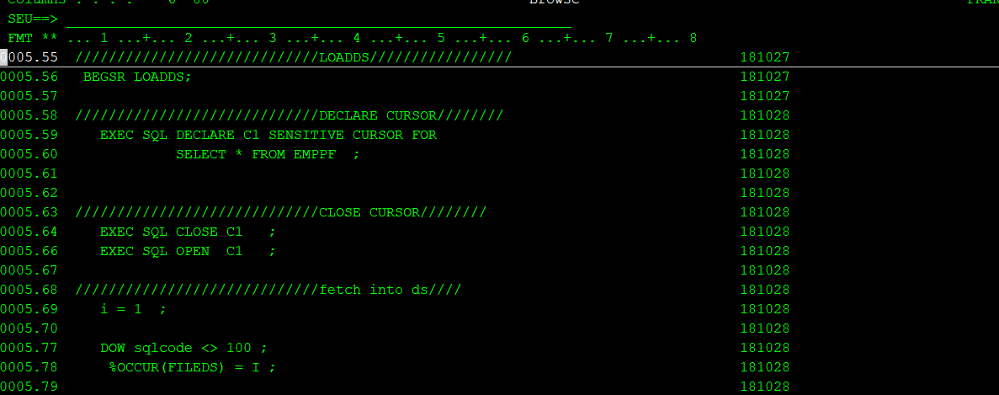 Columns . . . : 6 80 Browse
SEU==>
FMT ** ... 1 ...+... 2 ...+... 3 ...+... 4 ...+... 5 ...+... 6 ...+... 7 ...+... 8
0005.55 /////////////////////////////LOADDS///////////////// 181027
0005.56 BEGSR LOADDS; 181027
0005.57 181027
0005.58 /////////////////////////////DECLARE CURSOR//////// 181028
0005.59 EXEC SQL DECLARE C1 SENSITIVE CURSOR FOR 181028
0005.60 SELECT * FROM EMPPF ; 181028
0005.61 181028
0005.62 181028
0005.63 /////////////////////////////CLOSE CURSOR//////// 181028
0005.64 EXEC SQL CLOSE C1 ; 181028
0005.66 EXEC SQL OPEN C1 ; 181028
0005.67 181028
0005.68 /////////////////////////////fetch into ds//// 181028
0005.69 i = 1 ; 181028
0005.70 181028
0005.77 DOW sqlcode <> 100 ; 181028
0005.78 %OCCUR(FILEDS) = I ; 181028
0005.79 181028